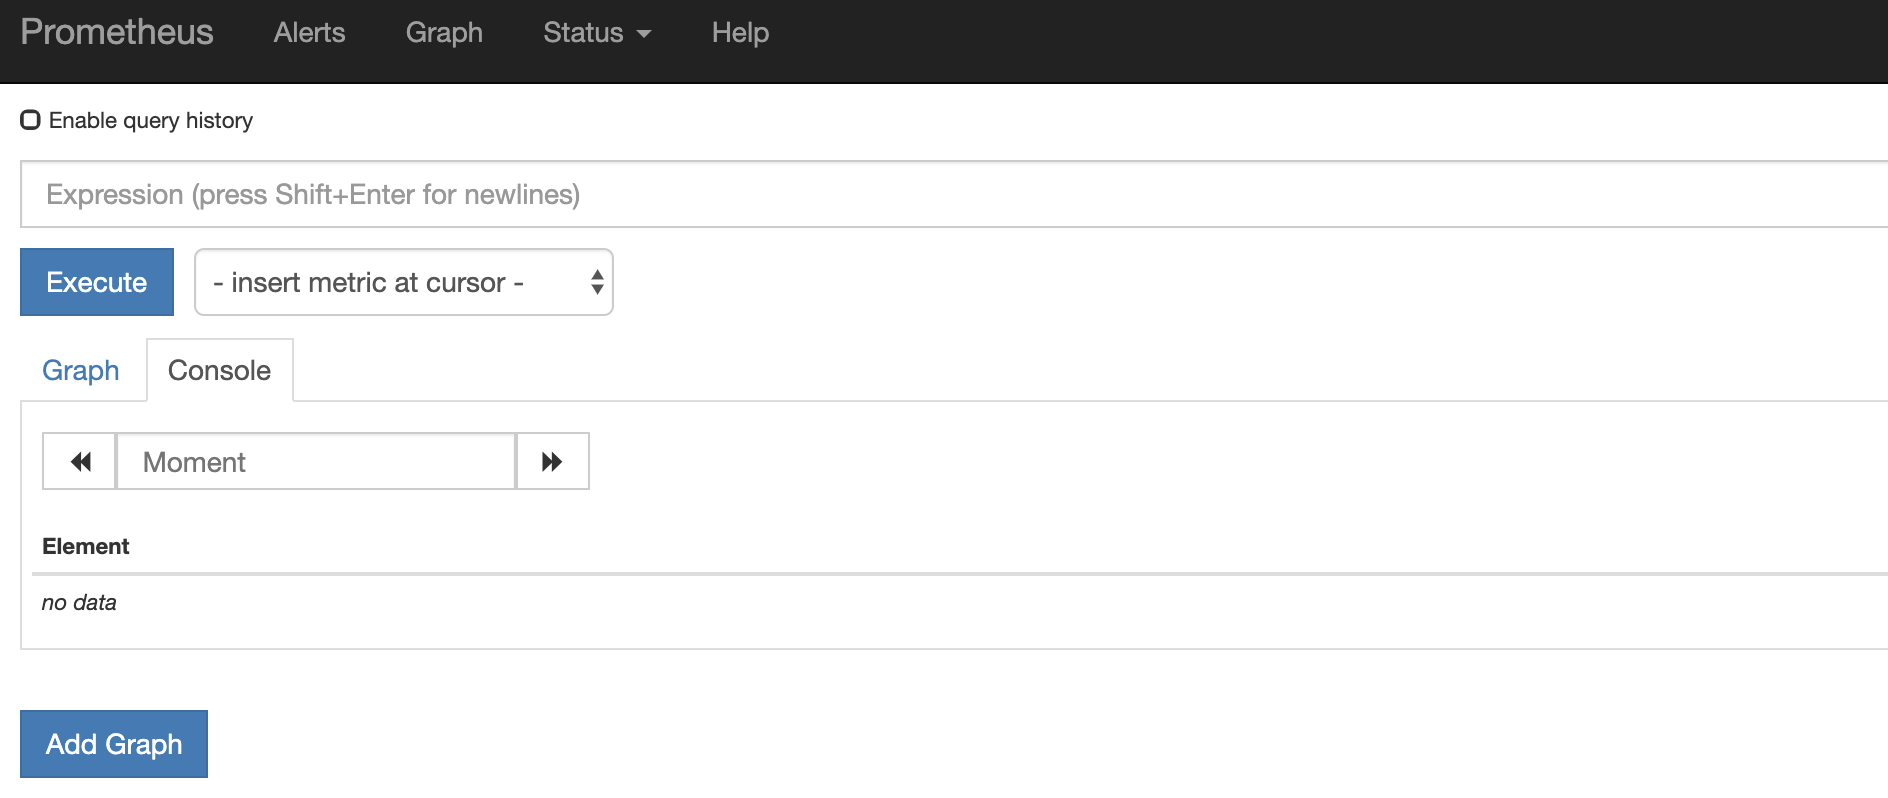 Prometheus Alerts Graph Status Help
Enable query history
Expression (press Shift+Enter for newlines)
Execute - insert metric at cursor -
Graph Console
Moment
Element
no data
Add Graph